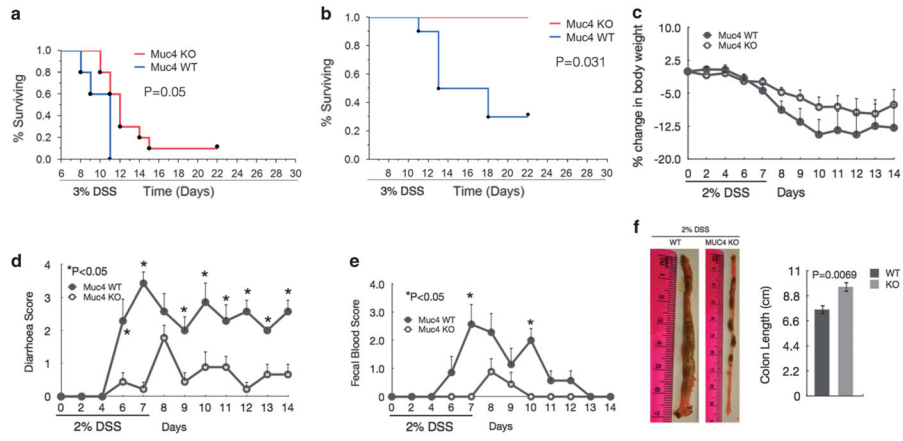 a
% Surviving
1.0
0.8
0.6
0.4
0.2
0.0
Muc4 KO
Muc4 WT
P=0.05
6 8 10 12 14 16 18 20 22 24 26 28 30
3% DSS Time (Days)
b
% Surviving
1.0
0.8
0.6
0.4
0.2
0.0
Muc4 KO
Muc4 WT
P=0.031
8 10 12 14 16 18 20 22 24 26 28 30
3% DSS Time (Days)
c
% change in body weight
10.0
2.5
-5.0
-12.5
-20.0
Muc4 WT
Muc4 KO
0 2 4 6 7 8 9 10 11 12 13 14
2% DSS Days
d
Diarrhoea Score
4
3
2
1
0
*P<0.05
Muc4 WT
Muc4 KO
* * * * * * * *
0 2 4 6 7 8 9 10 11 12 13 14
2% DSS Days
e
Fecal Blood Score
4.0
3.0
2.0
1.0
0
*P<0.05
Muc4 WT
Muc4 KO
* *
0 2 4 6 7 8 9 10 11 12 13 14
2% DSS Days
f
2% DSS
WT MUC4 KO
Colon Length (cm)
11
8.8
6.6
4.4
2.2
0
P=0.0069
WT
KO